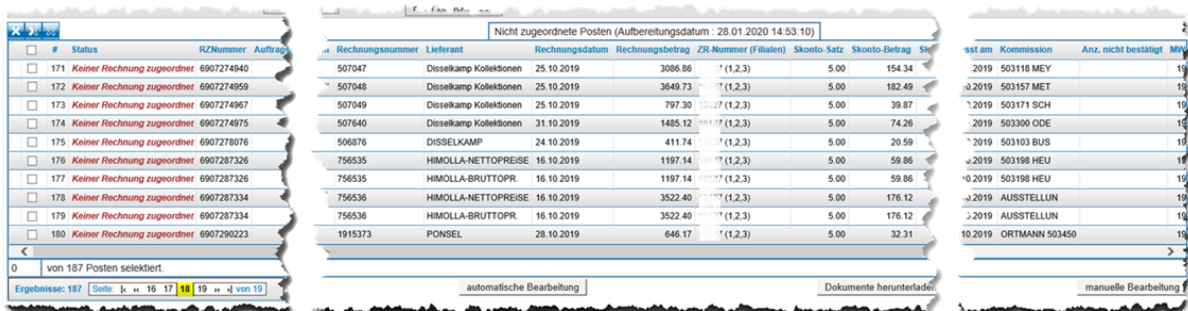 Nicht zugeordnete Posten (Aufbereitungsdatum : 28.01.2020 14:53:10)
# Status RZNummer Rechnungsnummer Lieferant Rechnungsdatum Rechnungsbetrag ZR-Nummer (Filialen) Skonto-Satz Skonto-Betrag Kommission Anz. nicht bestätigt
171 Keiner Rechnung zugeordnet 6907274940 507047 Disselkamp Kollektionen 25.10.2019 3086.86 (1,2,3) 5.00 154.34 503118 MEY 19
172 Keiner Rechnung zugeordnet 6907274959 507048 Disselkamp Kollektionen 25.10.2019 3649.73 (1,2,3) 5.00 182.49 503157 MET 19
173 Keiner Rechnung zugeordnet 6907274967 507049 Disselkamp Kollektionen 25.10.2019 797.30 (1,2,3) 5.00 39.87 503171 SCH 19
174 Keiner Rechnung zugeordnet 6907274975 507640 Disselkamp Kollektionen 31.10.2019 1485.12 (1,2,3) 5.00 74.26 503300 ODE 19
175 Keiner Rechnung zugeordnet 6907278076 506876 DISSELKAMP 24.10.2019 411.74 (1,2,3) 5.00 20.59 503103 BUS 19
176 Keiner Rechnung zugeordnet 6907287326 756535 HIMOLLA-NETTOPREISE 16.10.2019 1197.14 (1,2,3) 5.00 59.86 503198 HEU 19
177 Keiner Rechnung zugeordnet 6907287326 756535 HIMOLLA-BRUTTOPR. 16.10.2019 1197.14 (1,2,3) 5.00 59.86 503198 HEU 19
178 Keiner Rechnung zugeordnet 6907287334 756536 HIMOLLA-NETTOPREISE 16.10.2019 3522.40 (1,2,3) 5.00 176.12 AUSSTELLUN 19
179 Keiner Rechnung zugeordnet 6907287334 756536 HIMOLLA-BRUTTOPR. 16.10.2019 3522.40 (1,2,3) 5.00 176.12 AUSSTELLUN 19
180 Keiner Rechnung zugeordnet 6907290223 1915373 PONSEL 28.10.2019 646.17 (1,2,3) 5.00 32.31 ORTMANN 503450 19
0 von 187 Posten selektiert.
Ergebnisse: 187 Seite: 16 17 18 19 von 19 automatische Bearbeitung Dokumente herunterladen manuelle Bearbeitung